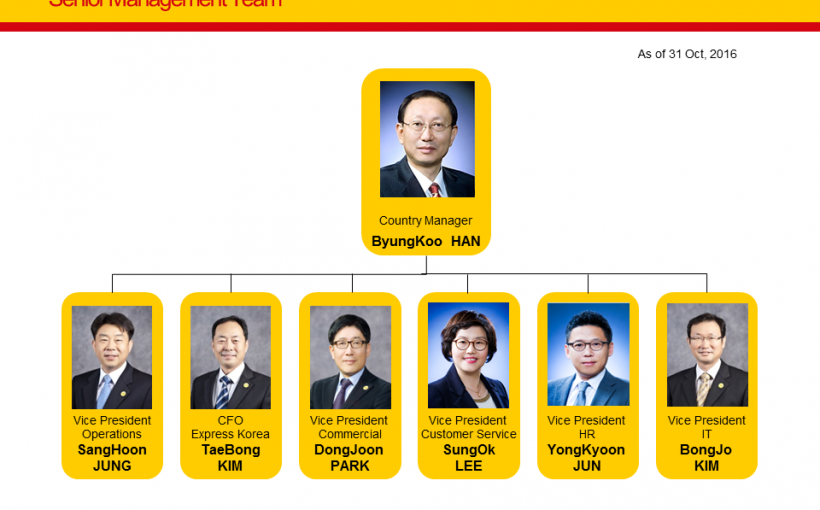 Senior Management Team
As of 31 Oct, 2016
Country Manager
ByungKoo HAN
Vice President
Operations
SangHoon
JUNG
CFO
Express Korea
TaeBong
KIM
Vice President
Commercial
DongJoon
PARK
Vice President
Customer Service
SungOk
LEE
Vice President
HR
YongKyoon
JUN
Vice President
IT
BongJo
KIM